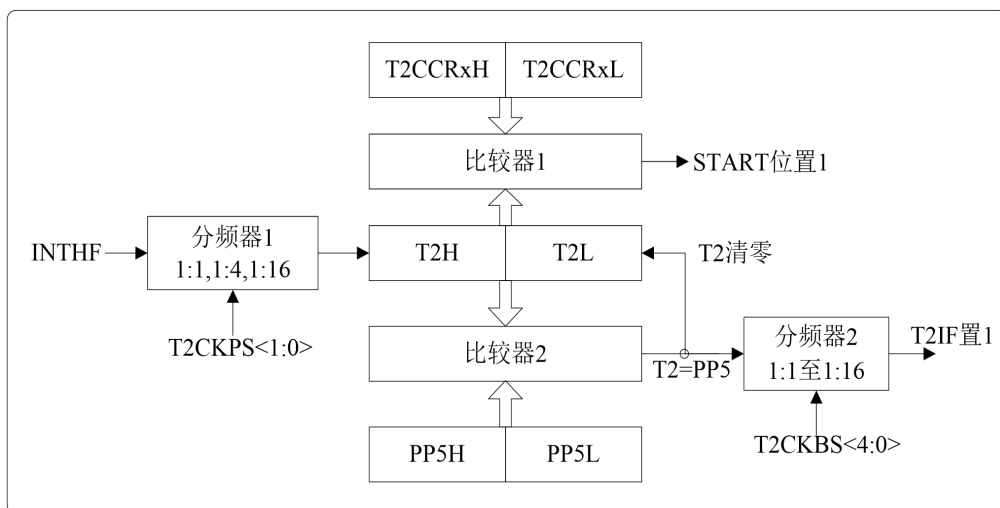 T2CCRxH T2CCRxL
比较器1
START位置1
INTHF
分频器1
1:1,1:4,1:16
T2H T2L
T2清零
T2CKPS<1:0>
比较器2
T2=PP5
分频器2
1:1至1:16
T2IF置1
PP5H PP5L
T2CKBS<4:0>